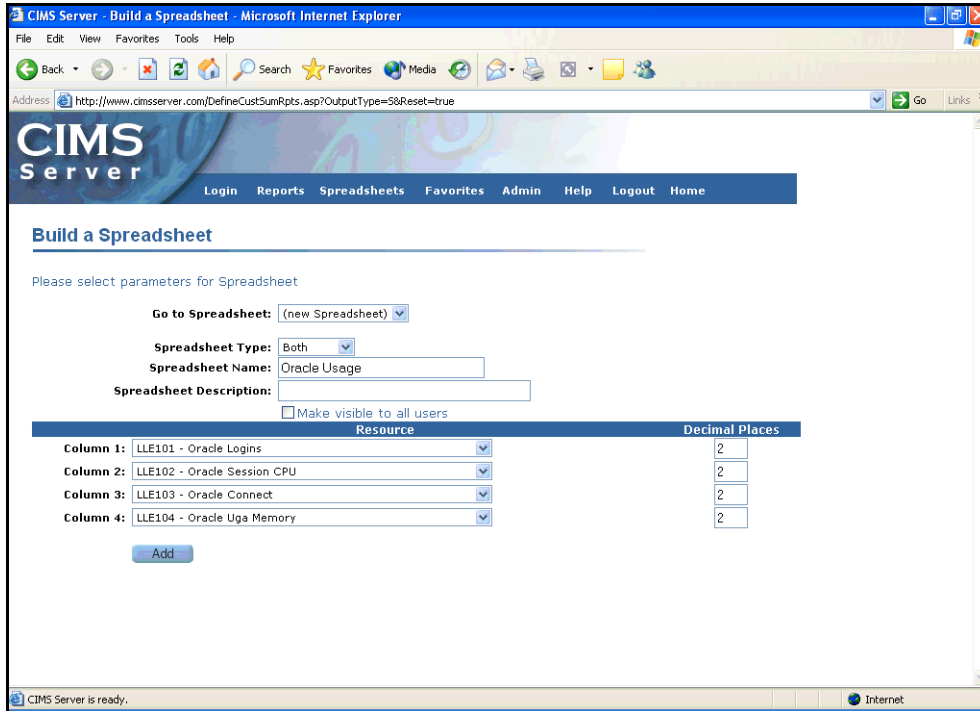 CIMS Server - Build a Spreadsheet - Microsoft Internet Explorer
File Edit View Favorites Tools Help
Back Search Favorites Media
Address http://www.cimsserver.com/DefineCustSumRpts.asp?OutputType=S&Reset=true Go Links
CIMS
Server
Login Reports Spreadsheets Favorites Admin Help Logout Home
Build a Spreadsheet
Please select parameters for Spreadsheet
Go to Spreadsheet: (new Spreadsheet)
Spreadsheet Type: Both
Spreadsheet Name: Oracle Usage
Spreadsheet Description:
Make visible to all users
Resource Decimal Places
Column 1: LLE101 - Oracle Logins 2
Column 2: LLE102 - Oracle Session CPU 2
Column 3: LLE103 - Oracle Connect 2
Column 4: LLE104 - Oracle Uga Memory 2
Add
CIMS Server is ready. Internet